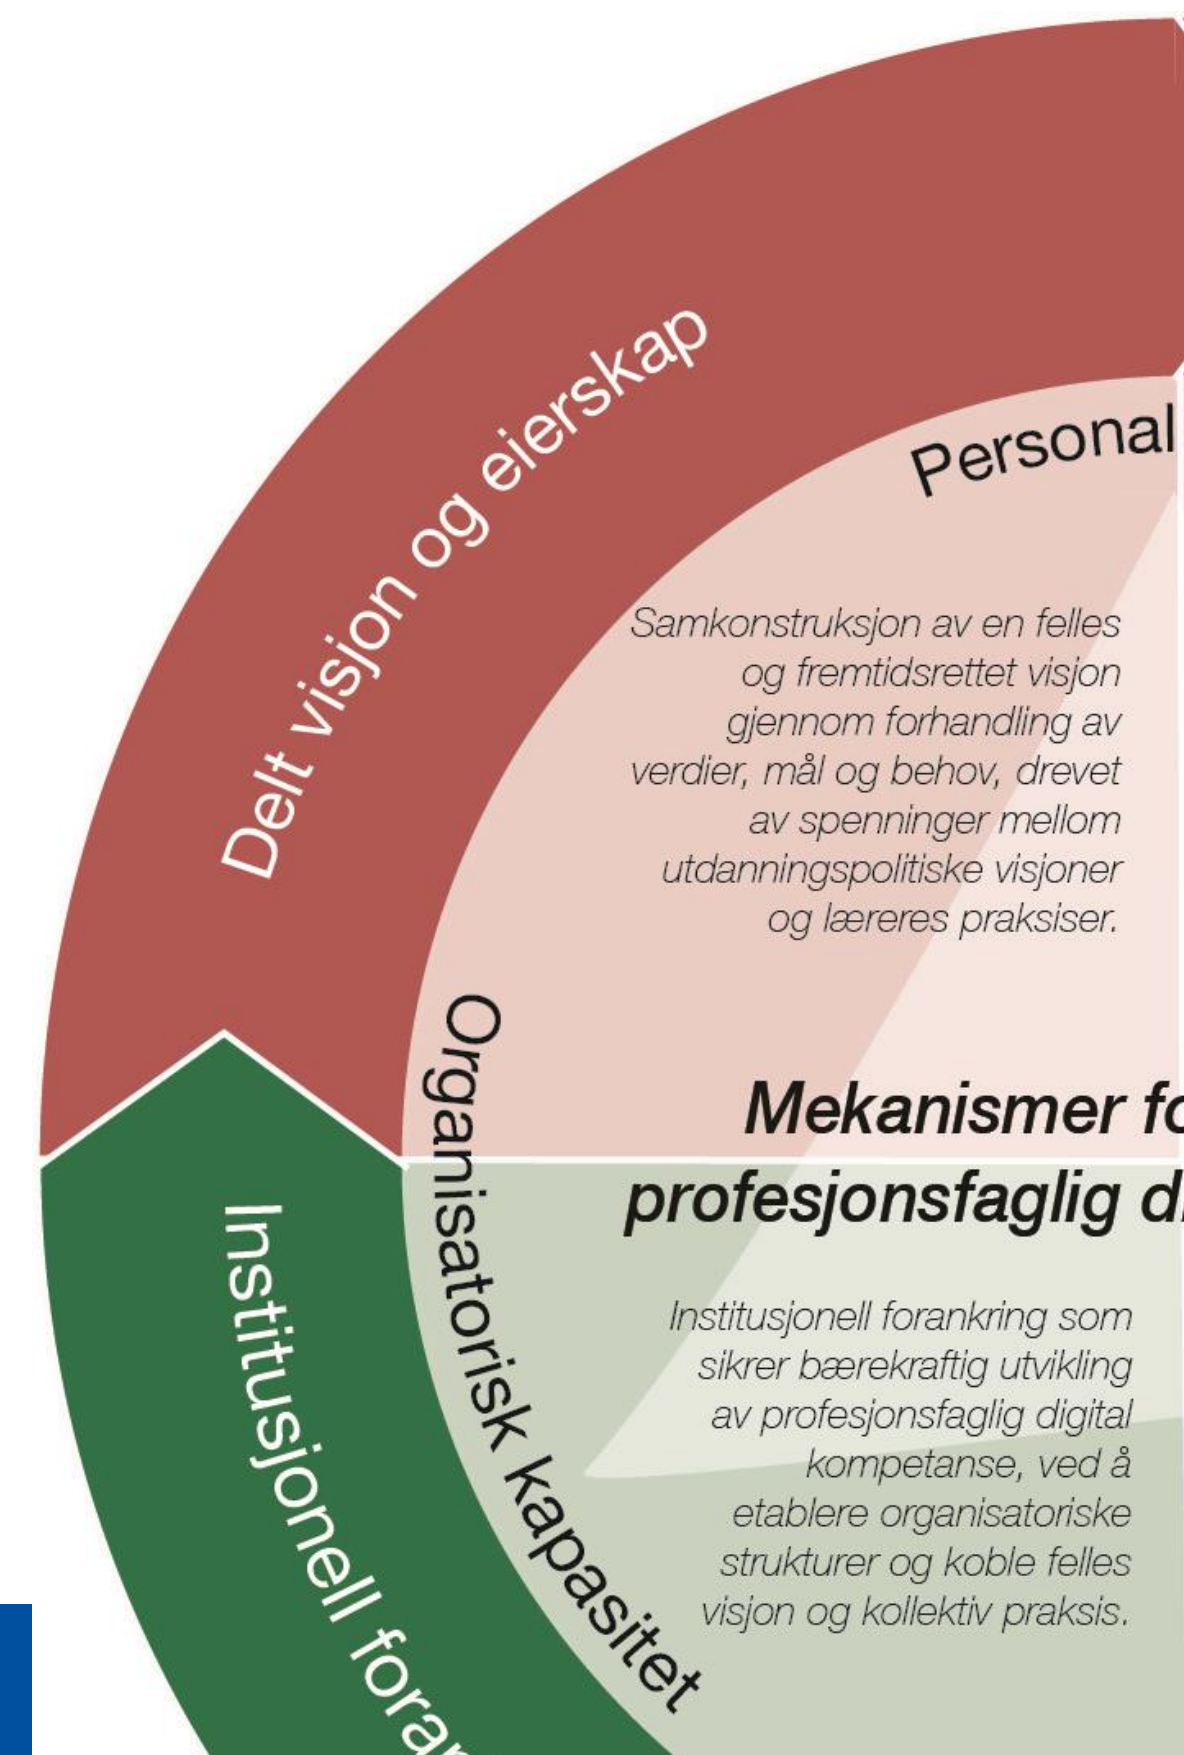 Delt visjon og eierskap
Personal
Samkonstruksjon av en felles
og fremtidsrettet visjon
gjennom forhandling av
verdier, mål og behov, drevet
av spenninger mellom
utdanningspolitiske visjoner
og læreres praksiser.
Organisatorisk kapasitet
Mekanismer fo
profesjonsfaglig di
Institusjonell forankring som
sikrer bærekraftig utvikling
av profesjonsfaglig digital
kompetanse, ved å
etablere organisatoriske
strukturer og koble felles
visjon og kollektiv praksis.
Institusjonell forar